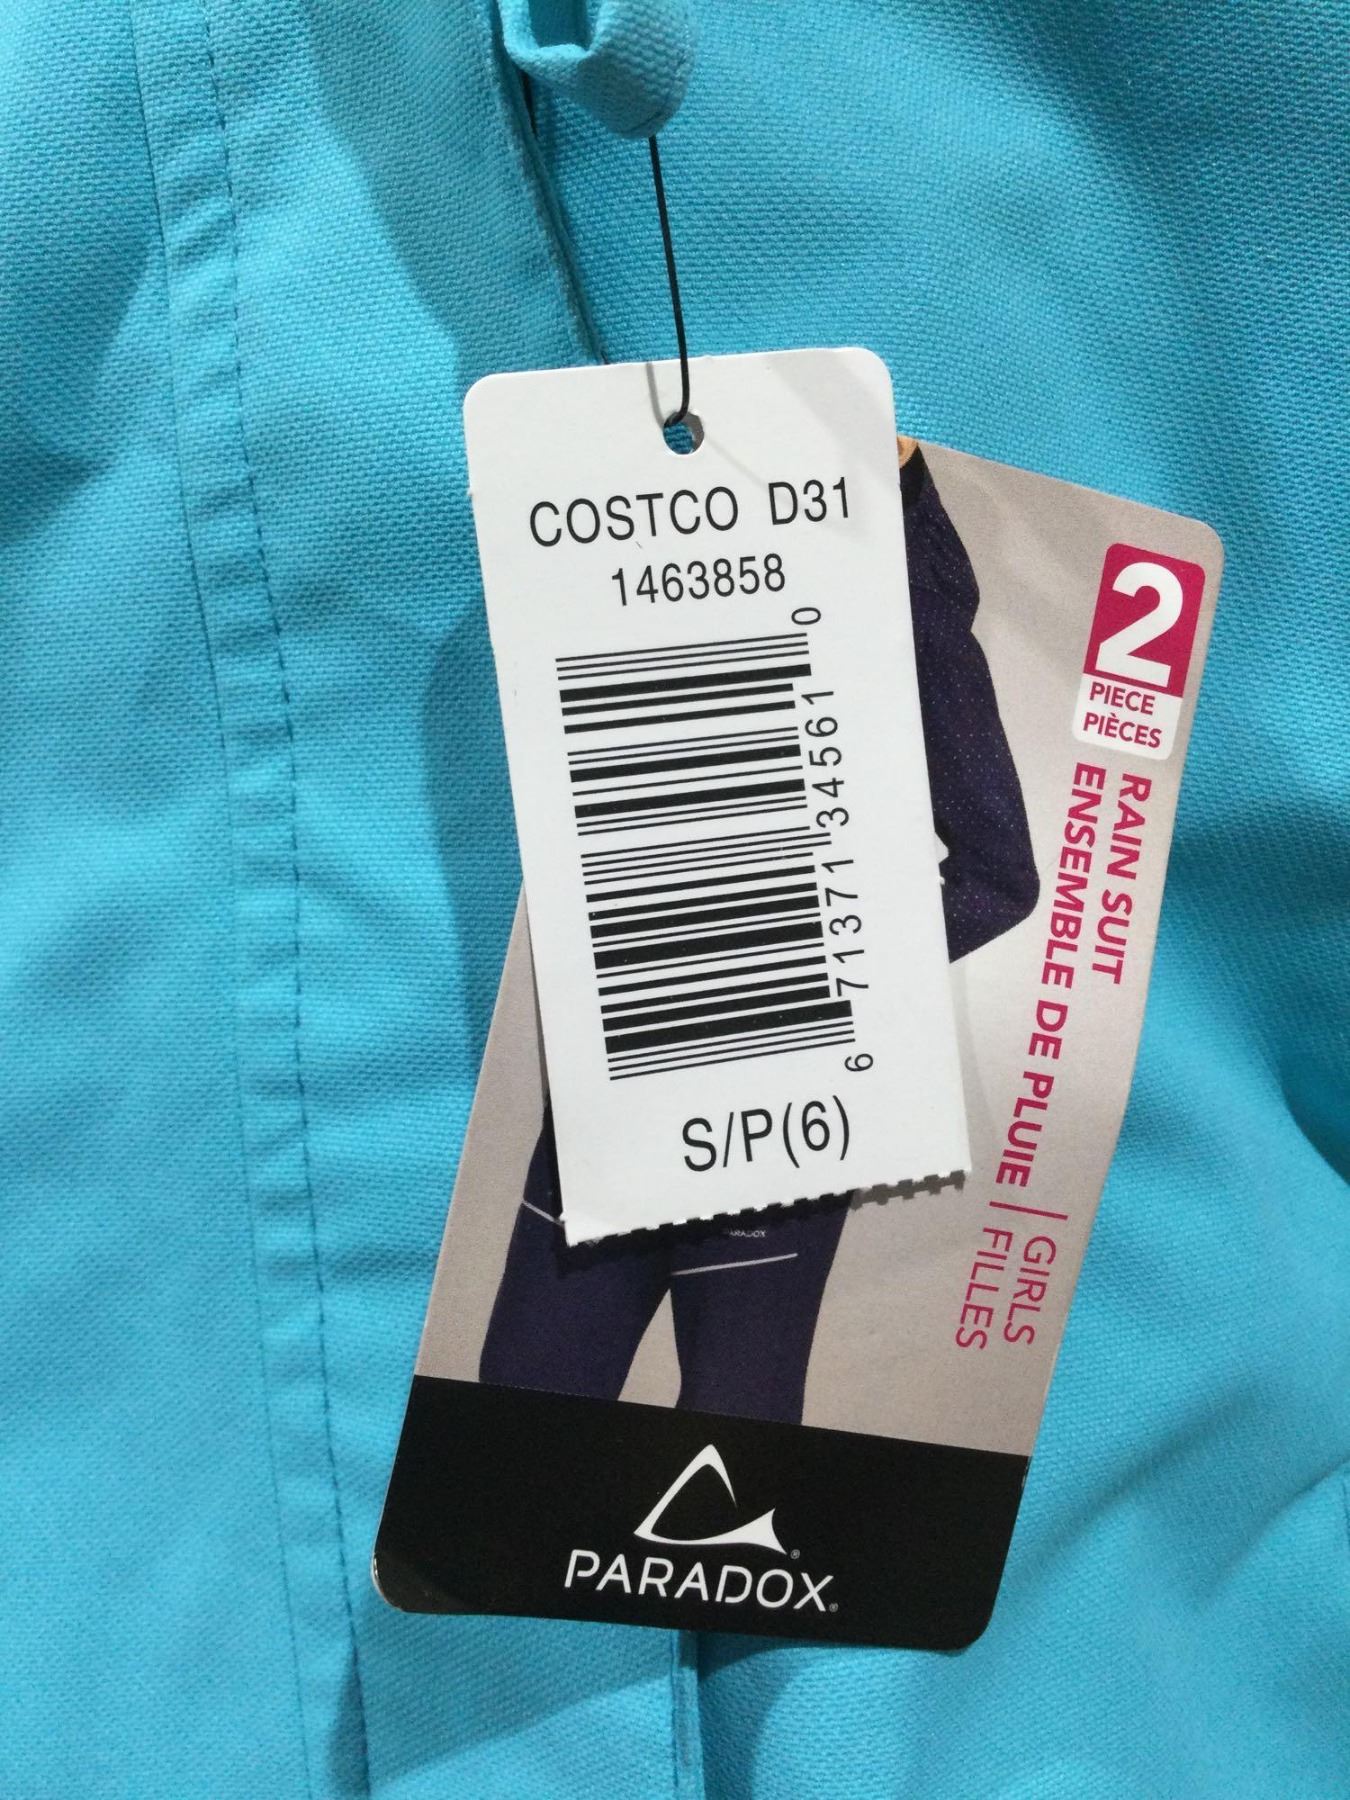 COSTCO D31
1463858
6 71371 34561 0
S/P(6)
2
PIECE
PIÈCES
RAIN SUIT
ENSEMBLE DE PLUIE | GIRLS
FILLES
PARADOX
PARADOX®